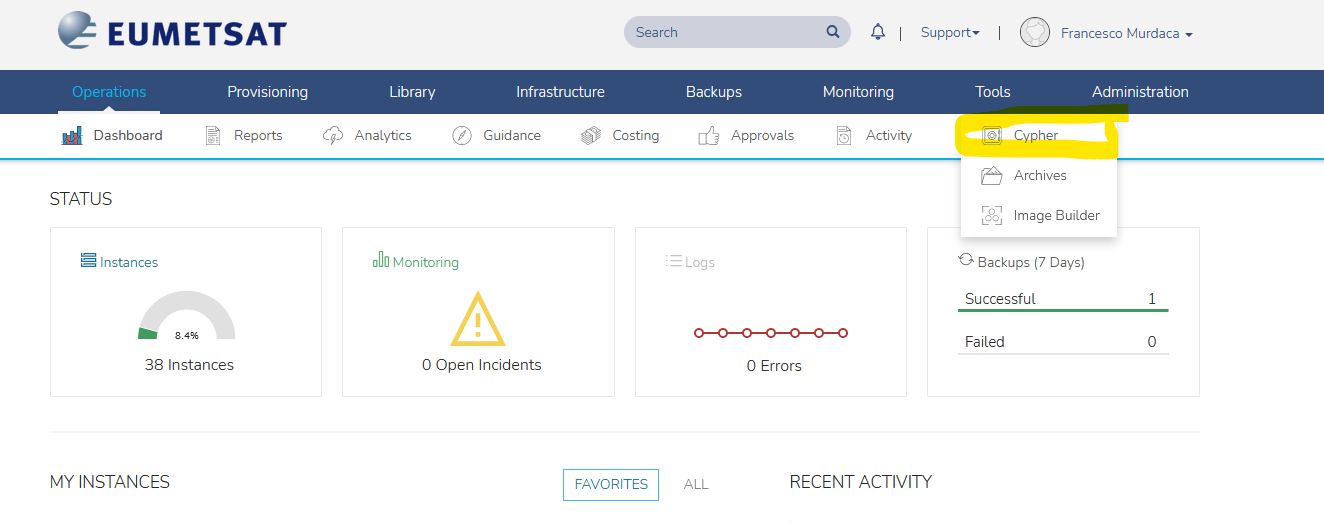 EUMETSAT
Search
Support
Francesco Murdaca
Operations Provisioning Library Infrastructure Backups Monitoring Tools Administration
Dashboard Reports Analytics Guidance Costing Approvals Activity Cypher
Archives
Image Builder
STATUS
Instances
8.4%
38 Instances
Monitoring
0 Open Incidents
Logs
0 Errors
Backups (7 Days)
Successful 1
Failed 0
MY INSTANCES
FAVORITES ALL
RECENT ACTIVITY